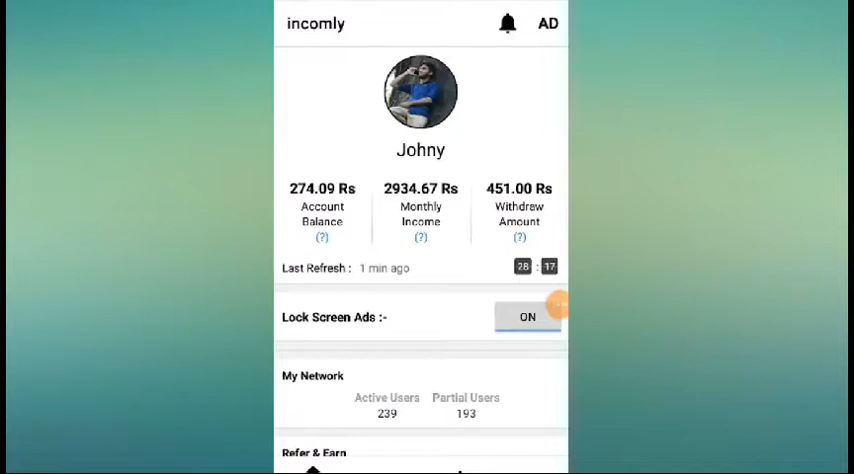 incomly AD
Johny
274.09 Rs 2934.67 Rs 451.00 Rs
Account Monthly Withdraw
Balance Income Amount
(?) (?) (?)
Last Refresh : 1 min ago 28 : 17
Lock Screen Ads :- ON
My Network
Active Users Partial Users
239 193
Refer & Earn